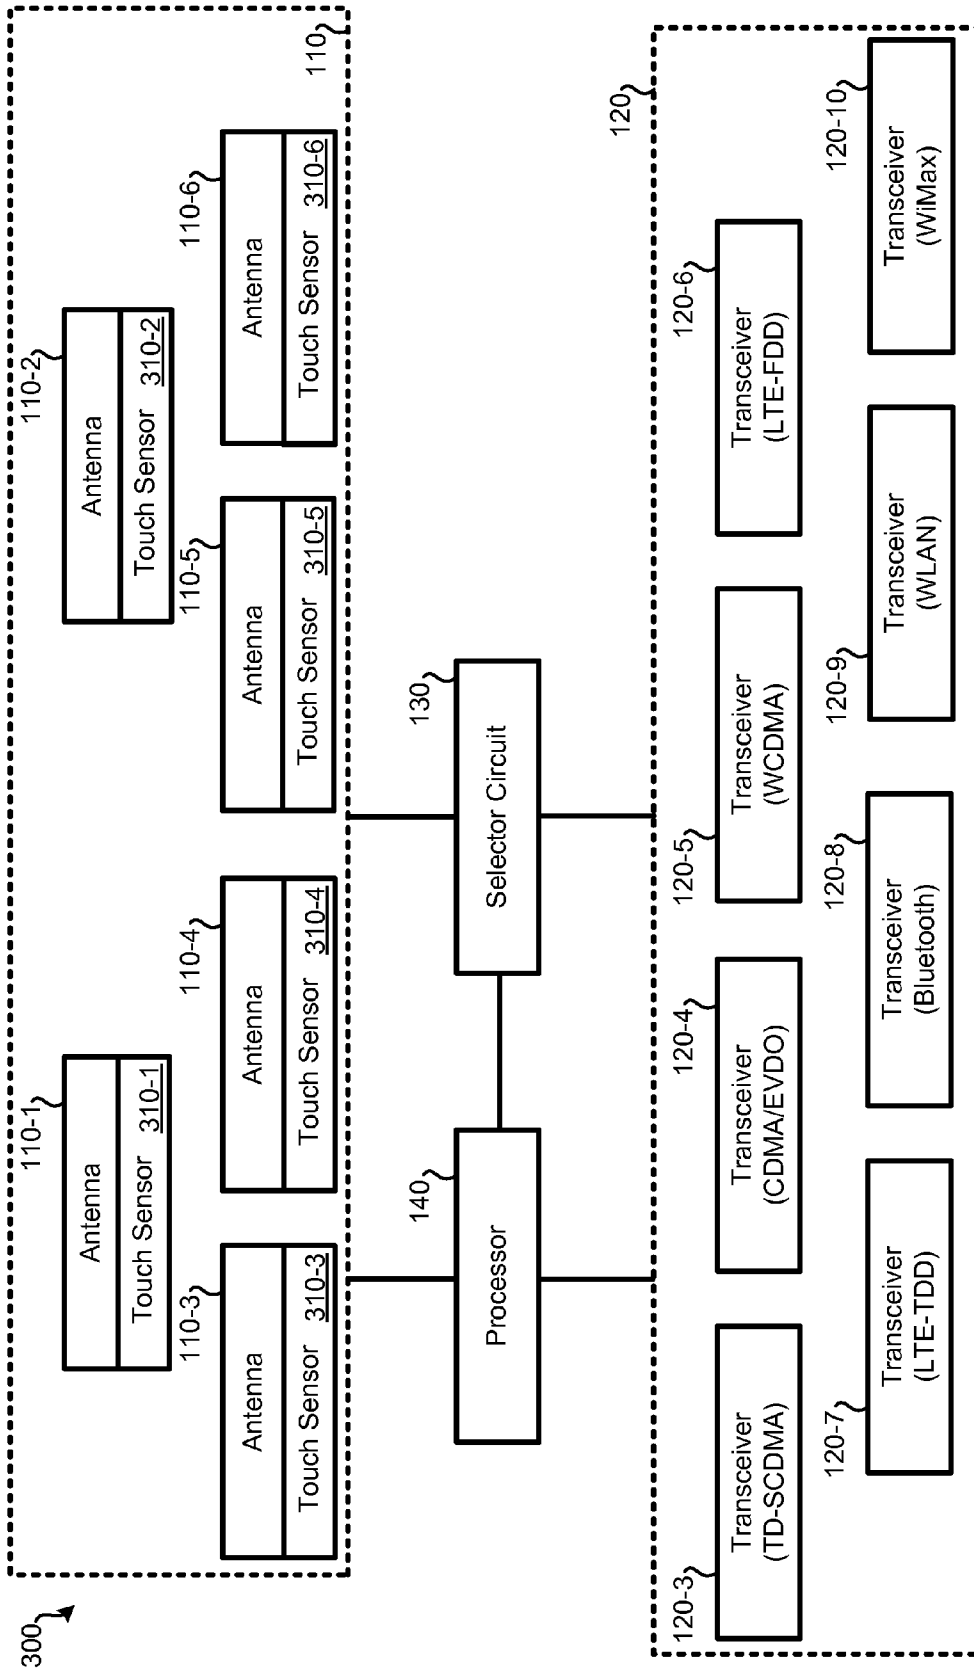 300
110
110-1
Antenna
Touch Sensor 310-1
110-2
Antenna
Touch Sensor 310-2
110-3
Antenna
Touch Sensor 310-3
110-4
Antenna
Touch Sensor 310-4
110-5
Antenna
Touch Sensor 310-5
110-6
Antenna
Touch Sensor 310-6
140
Processor
130
Selector Circuit
120
120-3
Transceiver
(TD-SCDMA)
120-4
Transceiver
(CDMA/EVDO)
120-5
Transceiver
(WCDMA)
120-6
Transceiver
(LTE-FDD)
120-7
Transceiver
(LTE-TDD)
120-8
Transceiver
(Bluetooth)
120-9
Transceiver
(WLAN)
120-10
Transceiver
(WiMax)